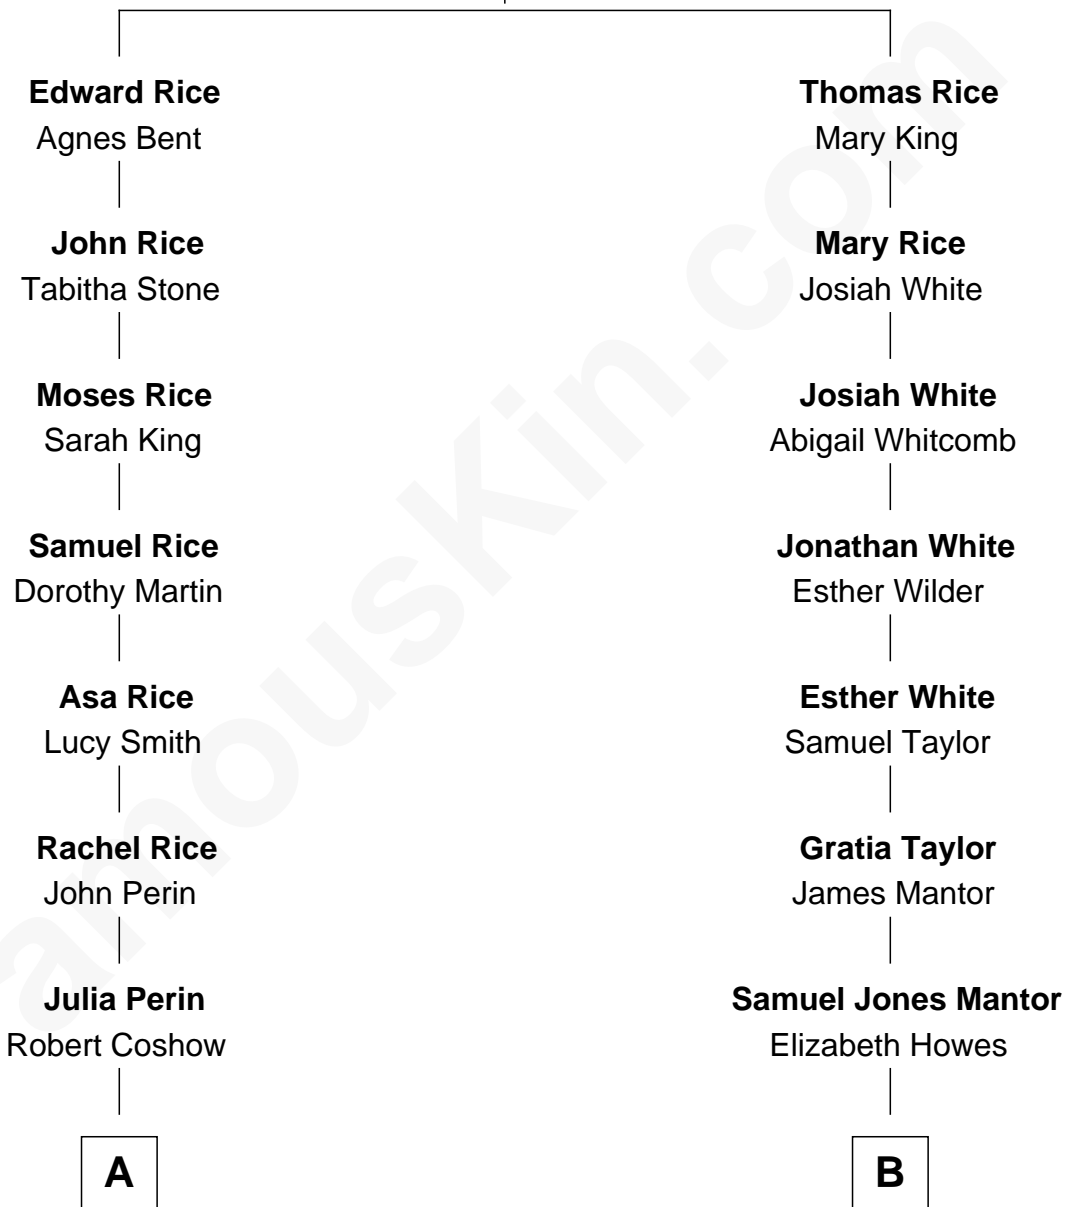 Edward Rice
Agnes Bent
Thomas Rice
Mary King
John Rice
Tabitha Stone
Mary Rice
Josiah White
Moses Rice
Sarah King
Josiah White
Abigail Whitcomb
Samuel Rice
Dorothy Martin
Jonathan White
Esther Wilder
Asa Rice
Lucy Smith
Esther White
Samuel Taylor
Rachel Rice
John Perin
Gratia Taylor
James Mantor
Julia Perin
Robert Coshow
Samuel Jones Mantor
Elizabeth Howes
A
B
amousKin.com